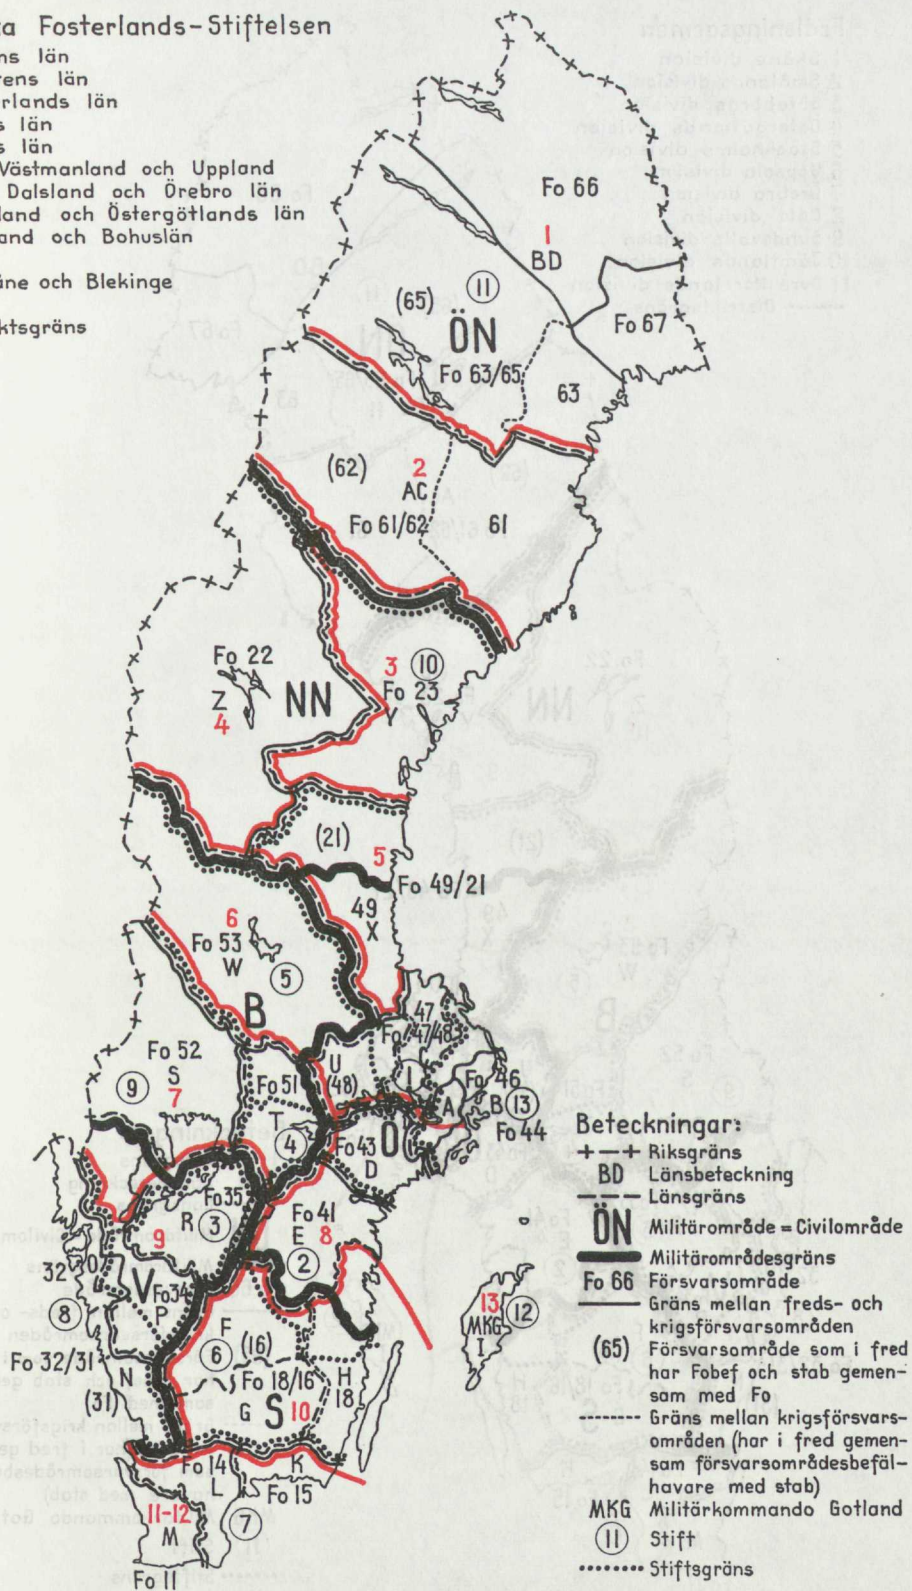 ta Fosterlands-Stiftelsen
ns län
tens län
erlands län
s län
s län
Västmanland och Uppland
Dalsland och Örebro län
land och Östergötlands län
and och Bohuslän
åne och Blekinge
ktsgräns
Fo 66
1
BD
(65)
11
ÖN
Fo 67
Fo 63/65
63
(62)
2
AC
Fo 61/62
61
Fo 22
Z
4
NN
3
10
Fo 23
Y
(21)
5
Fo 49/21
49
X
6
Fo 53
W
5
B
47
Fo 47/48
Fo 52
S
7
9
Fo 51
U
(48)
1
Fo 46
A
B
13
Fo 44
T
4
Fo 43
D
Ö
Fo 35
R
3
9
Fo 41
E
8
2
32
O
V
Fo 34
P
8
Fo 32/31
N
(31)
F
6
(16)
Fo 18/16
G
S
10
H
18
13
MKG
I
12
Fo 14
L
K
Fo 15
11-12
M
7
Fo 11
Beteckningar:
Riksgräns
BD Länsbeteckning
Länsgräns
ÖN Militärområde = Civilområde
Militärområdesgräns
Fo 66 Försvarsområde
Gräns mellan freds- och
krigsförsvarsområden
(65) Försvarsområde som i fred
har Fobef och stab gemen-
sam med Fo
Gräns mellan krigsförsvars-
områden (har i fred gemen-
sam försvarsområdesbefäl-
havare med stab)
MKG Militärkommando Gotland
11 Stift
Stiftsgräns